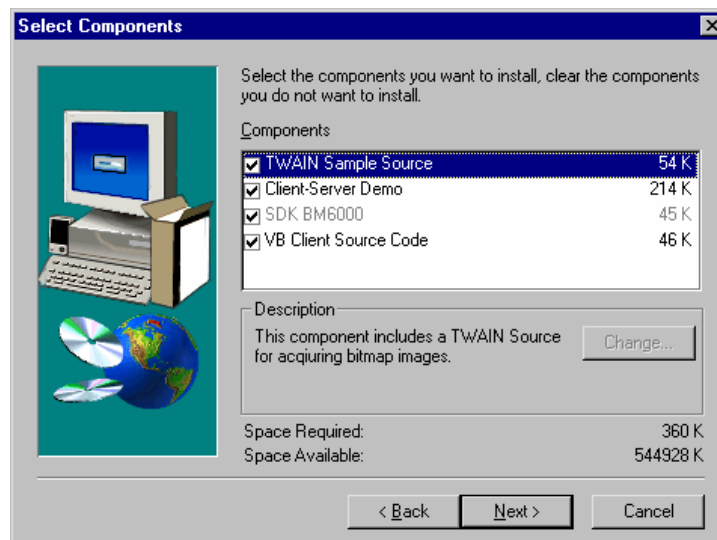 Select Components
Select the components you want to install, clear the components
you do not want to install.
Components
TWAIN Sample Source 54 K
Client-Server Demo 214 K
SDK BM6000 45 K
VB Client Source Code 46 K
Description
This component includes a TWAIN Source
for acqiuring bitmap images.
Change...
Space Required: 360 K
Space Available: 544928 K
< Back Next > Cancel